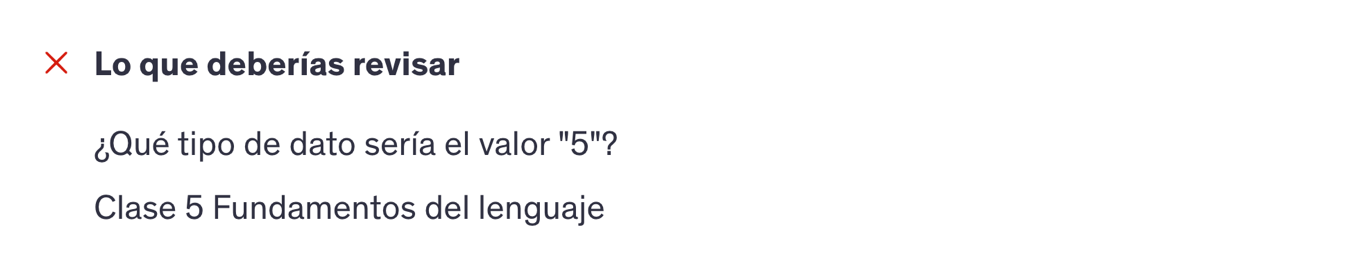 Lo que deberías revisar
¿Qué tipo de dato sería el valor "5"?
Clase 5 Fundamentos del lenguaje